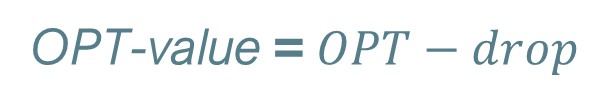 OPT-value = OPT − drop